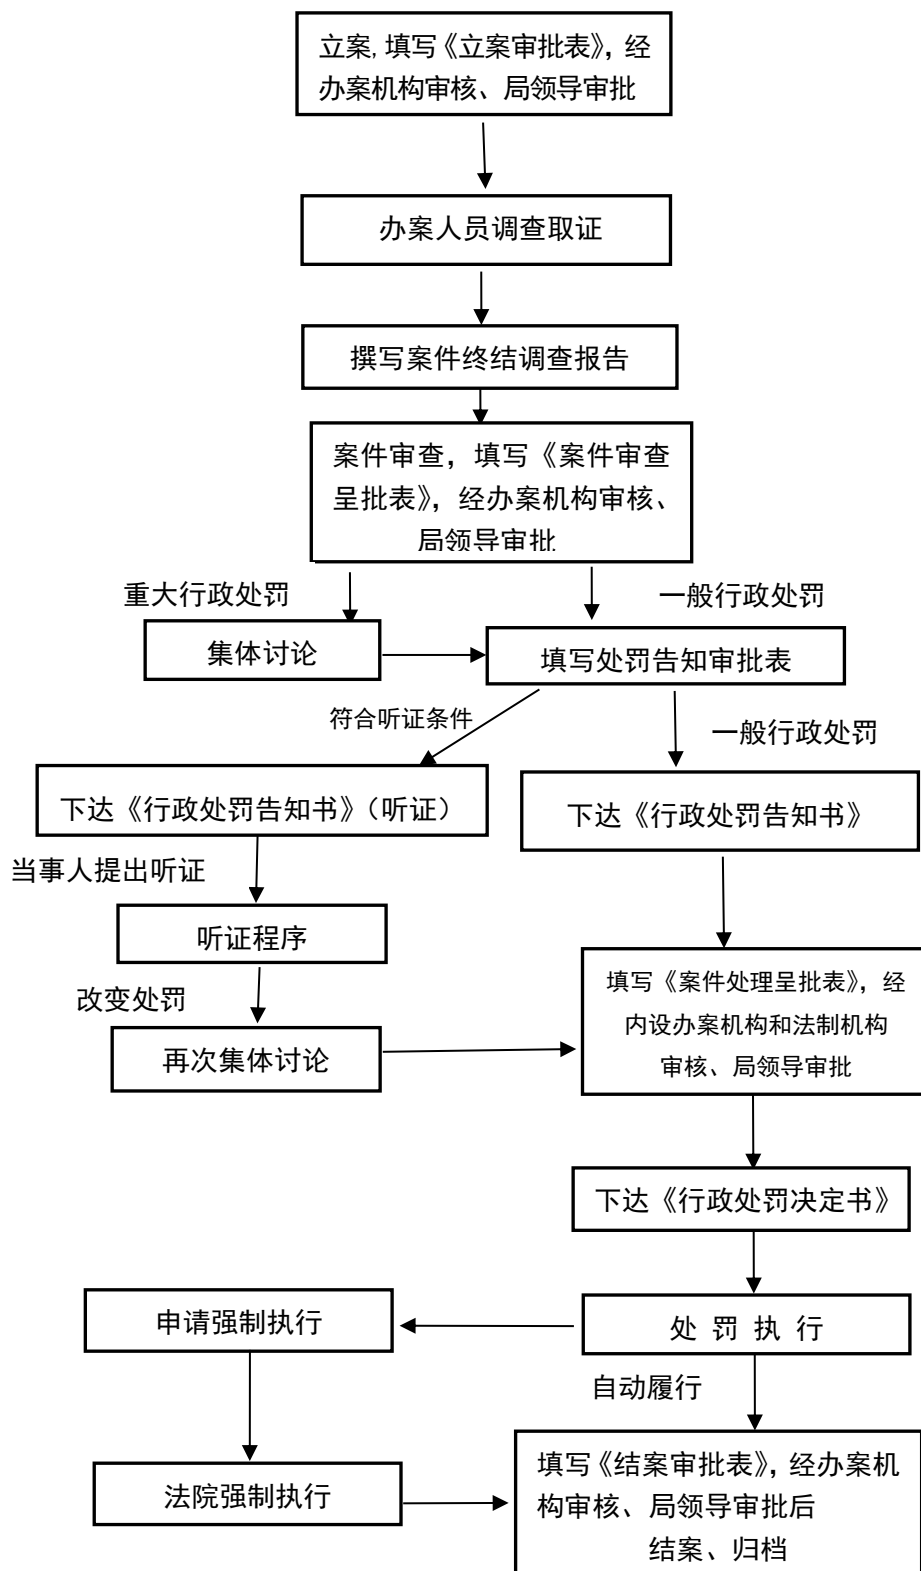 立案,填写《立案审批表》,经
办案机构审核、局领导审批
办案人员调查取证
撰写案件终结调查报告
案件审查，填写《案件审查
呈批表》，经办案机构审核、
局领导审批
重大行政处罚
一般行政处罚
集体讨论
填写处罚告知审批表
符合听证条件
一般行政处罚
下达《行政处罚告知书》（听证）
下达《行政处罚告知书》
当事人提出听证
听证程序
改变处罚
再次集体讨论
填写《案件处理呈批表》，经
内设办案机构和法制机构
审核、局领导审批
下达《行政处罚决定书》
申请强制执行
处 罚 执 行
自动履行
法院强制执行
填写《结案审批表》，经办案机
构审核、局领导审批后
结案、归档